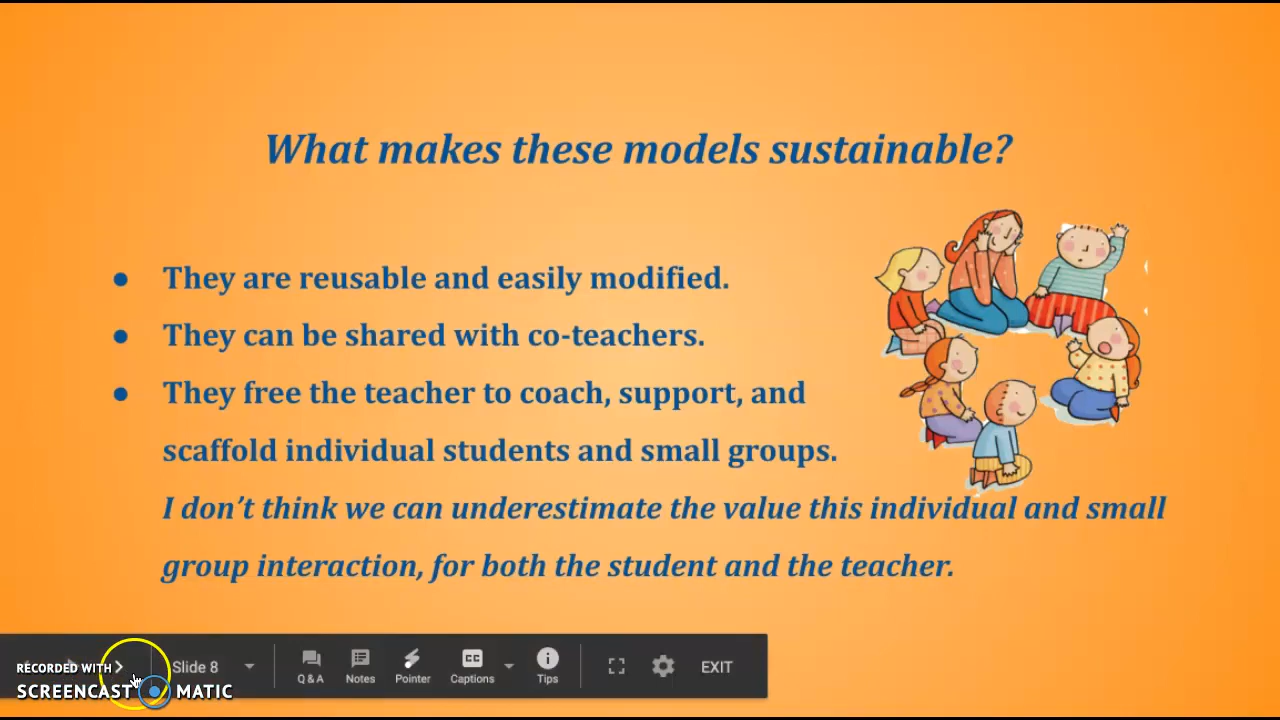 What makes these models sustainable?
● They are reusable and easily modified.
● They can be shared with co-teachers.
● They free the teacher to coach, support, and
scaffold individual students and small groups.
I don't think we can underestimate the value this individual and small
group interaction, for both the student and the teacher.
RECORDED WITH
SCREENCAST MATIC
Slide 8
Q & A
Notes
Pointer
CC
Captions
Tips
EXIT